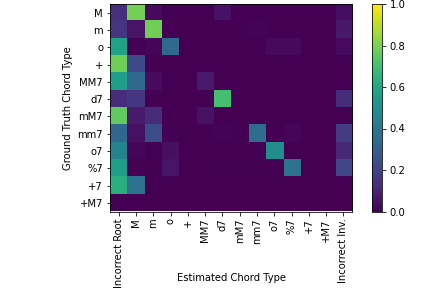 Ground Truth Chord Type
M
m
o
+
MM7
d7
mM7
mm7
o7
%7
+7
+M7
Incorrect Root
M
m
o
+
MM7
d7
mM7
mm7
o7
%7
+7
+M7
Incorrect Inv.
Estimated Chord Type
1.0
0.8
0.6
0.4
0.2
0.0